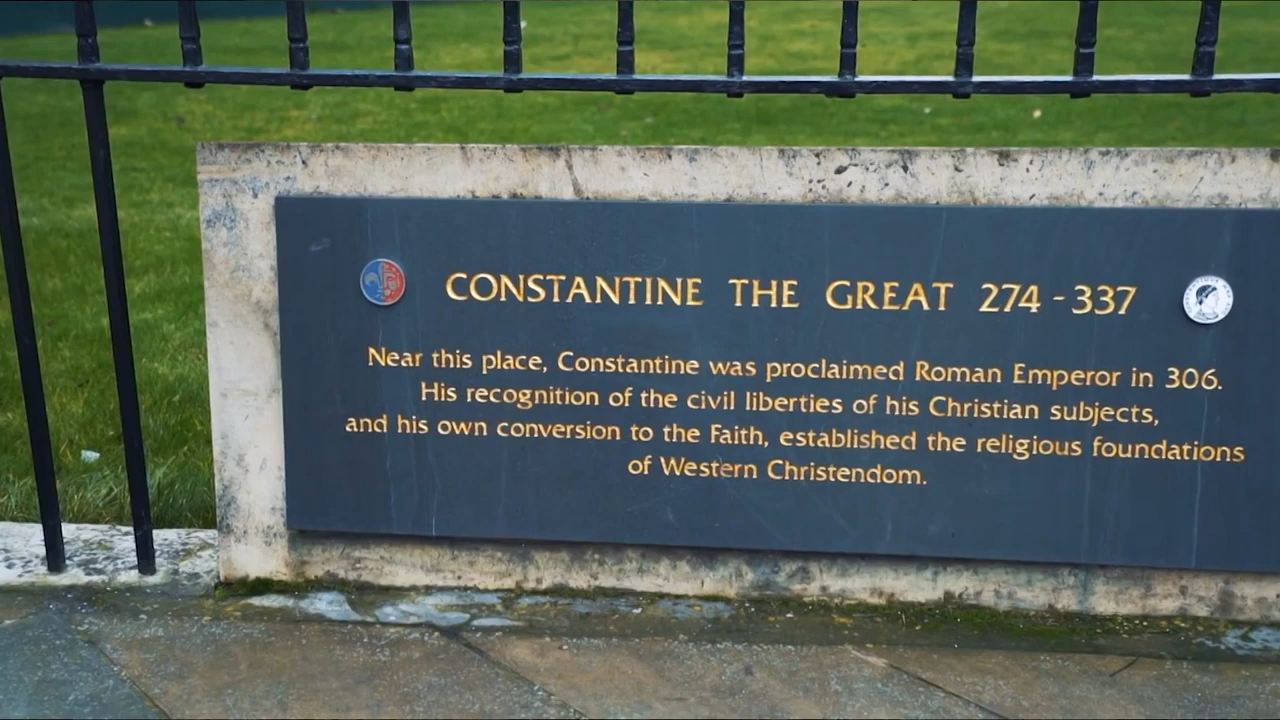 CONSTANTINE THE GREAT 274 - 337
Near this place, Constantine was proclaimed Roman Emperor in 306.
His recognition of the civil liberties of his Christian subjects,
and his own conversion to the Faith, established the religious foundations
of Western Christendom.